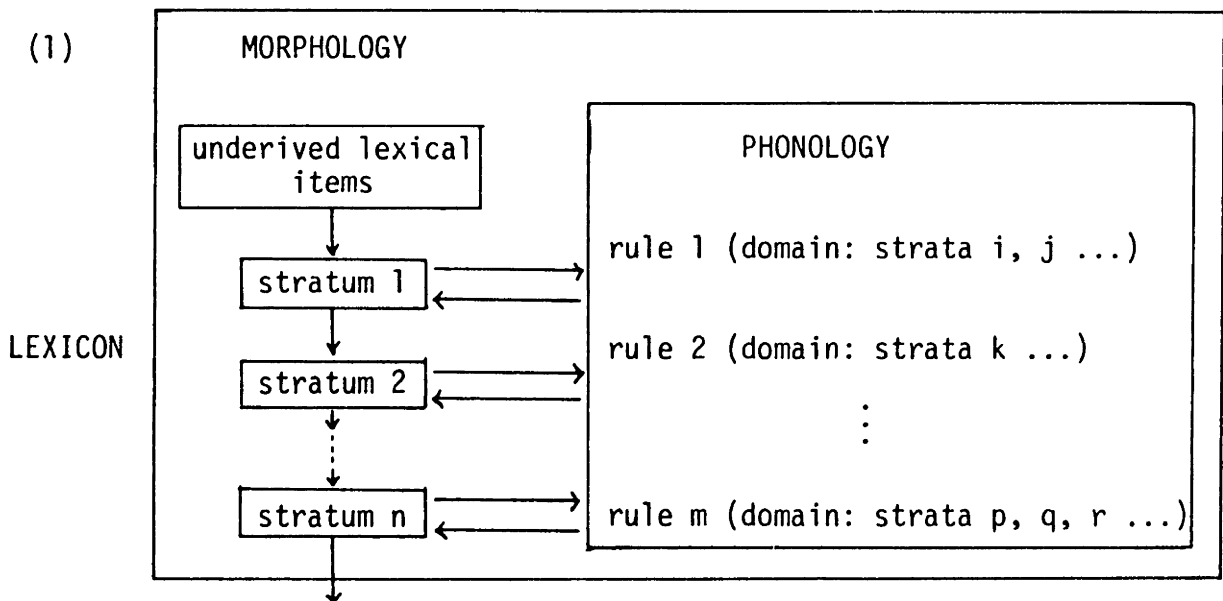 (1) MORPHOLOGY
underived lexical
items
PHONOLOGY
rule 1 (domain: strata i, j ...)
stratum 1
LEXICON
rule 2 (domain: strata k ...)
stratum 2
⋮
stratum n
rule m (domain: strata p, q, r ...)